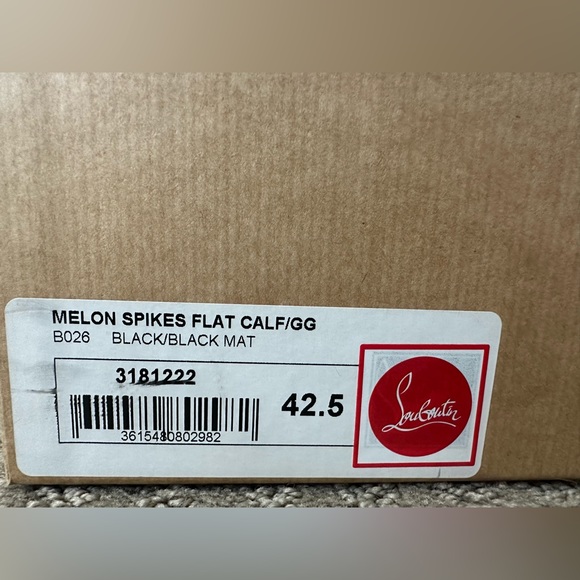 MELON SPIKES FLAT CALF/GG
B026 BLACK/BLACK MAT
3181222
42.5
3615480802982
Louboutin